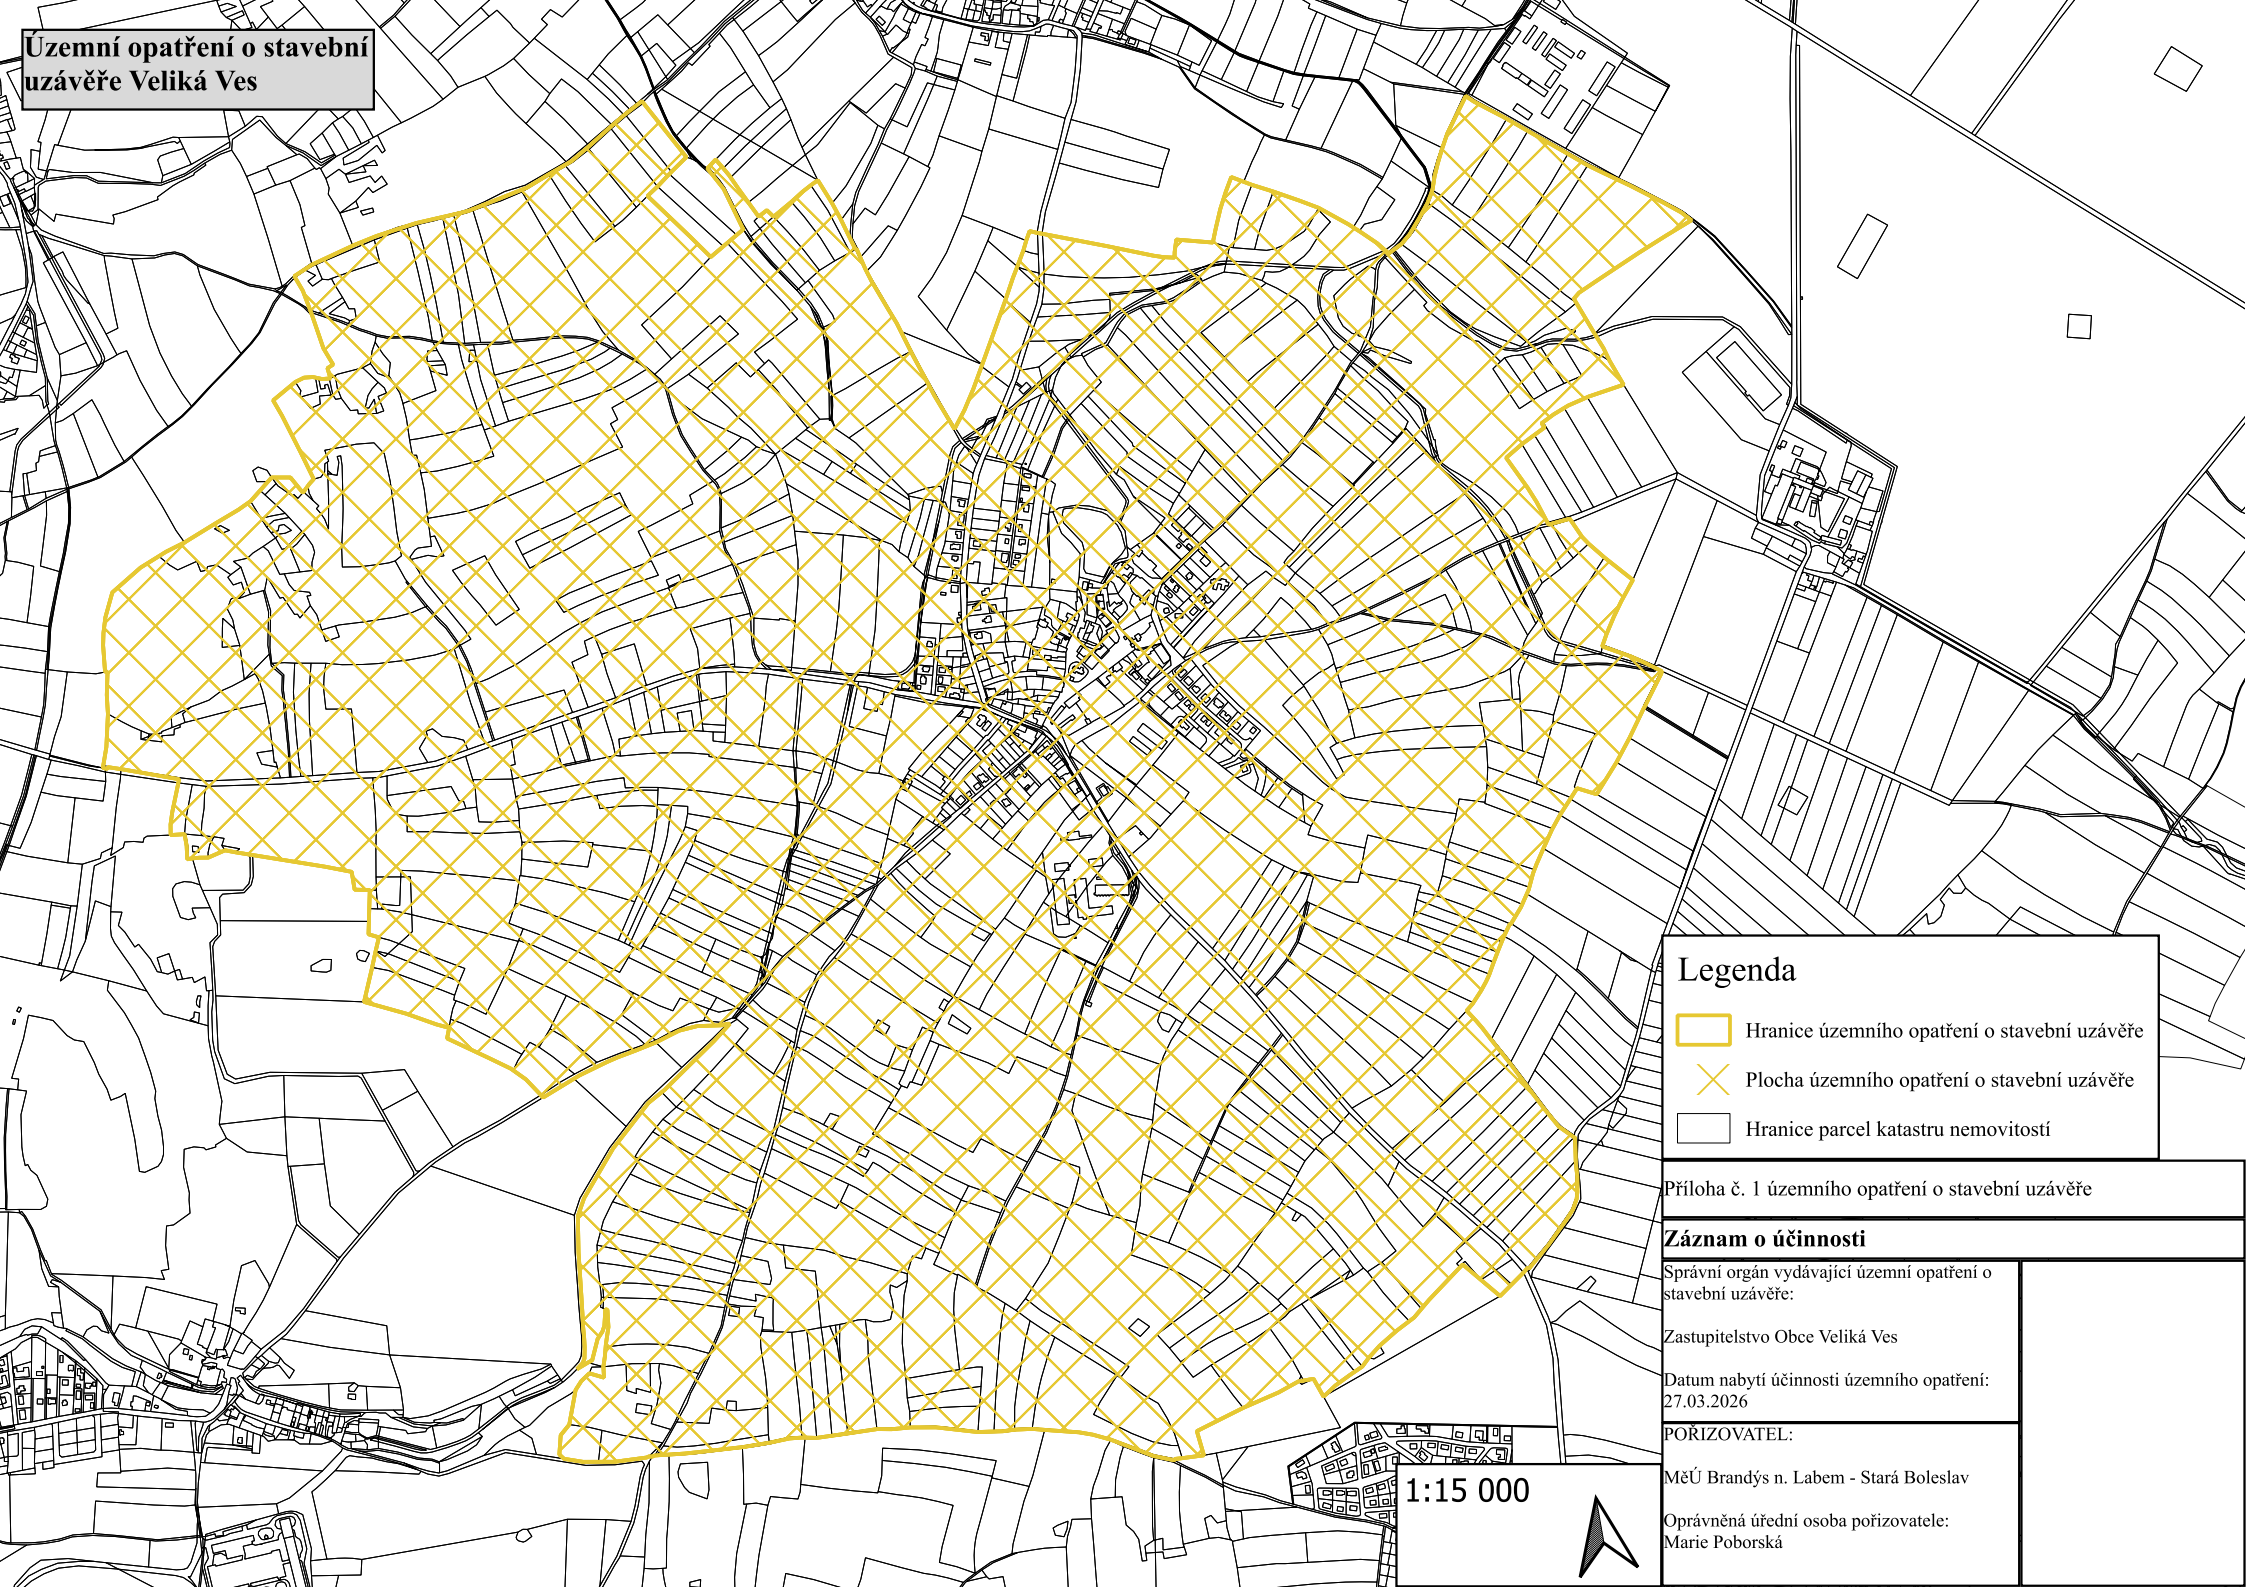 Územní opatření o stavební
uzávěře Veliká Ves
Legenda
Hranice územního opatření o stavební uzávěře
Plocha územního opatření o stavební uzávěře
Hranice parcel katastru nemovitostí
Příloha č. 1 územního opatření o stavební uzávěře
Záznam o účinnosti
Správní orgán vydávající územní opatření o
stavební uzávěře:
Zastupitelstvo Obce Veliká Ves
Datum nabytí účinnosti územního opatření:
27.03.2026
POŘIZOVATEL:
MěÚ Brandýs n. Labem - Stará Boleslav
Oprávněná úřední osoba pořizovatele:
Marie Poborská
1:15 000